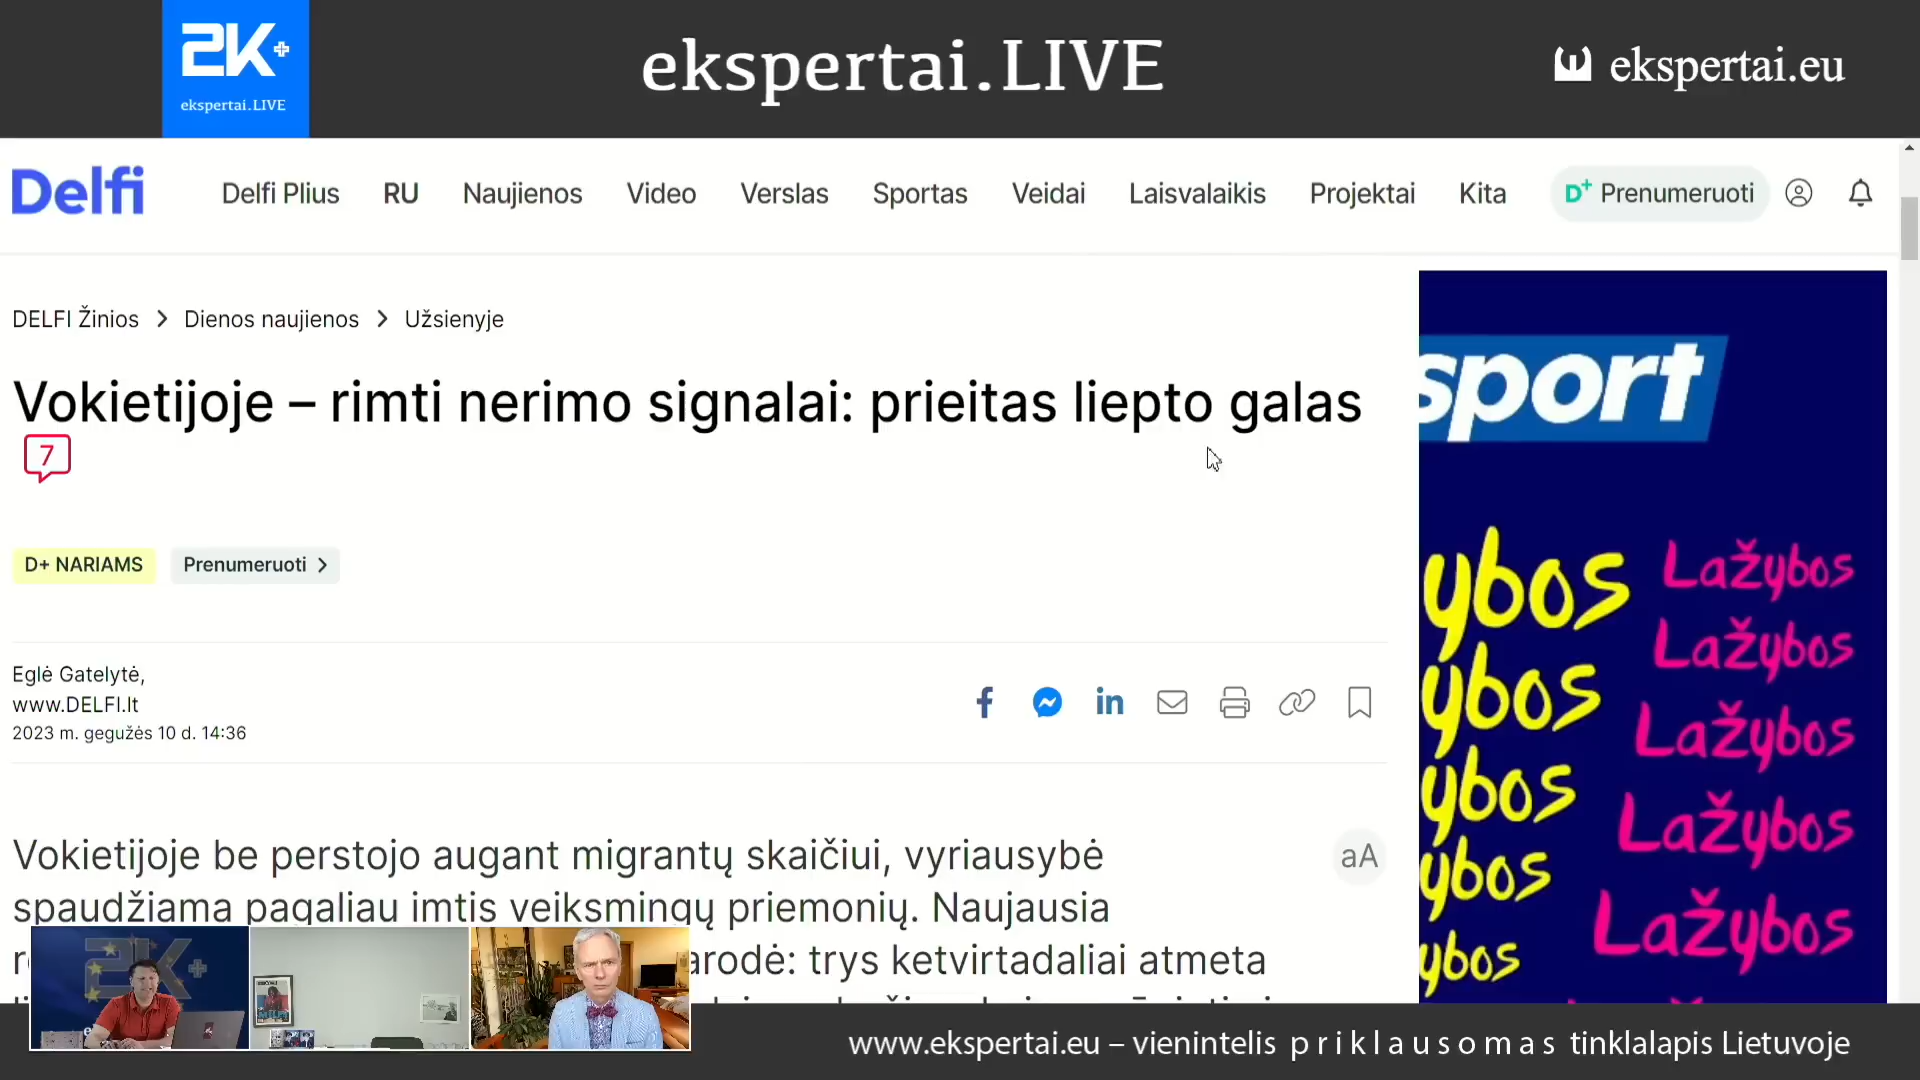 2K+
ekspertai.LIVE
ekspertai.LIVE
ekspertai.eu
Delfi
Delfi Plius RU Naujienos Video Verslas Sportas Veidai Laisvalaikis Projektai Kita D+ Prenumeruoti
DELFI Žinios > Dienos naujienos > Užsienyje
Vokietijoje – rimti nerimo signalai: prieitas liepto galas
7
D+ NARIAMS Prenumeruoti >
Eglė Gatelytė,
www.DELFI.lt
2023 m. gegužės 10 d. 14:36
aA
Vokietijoje be perstojo augant migrantų skaičiui, vyriausybė
spaudžiama pagaliau imtis veiksmingų priemonių. Naujausia
arodė: trys ketvirtadaliai atmeta
sport
ybos Lažybos
Lažybos
ybos Lažybos
ybos Lažybos
ybos Lažybos
ybos
2K+
www.ekspertai.eu – vienintelis priklausomas tinklalapis Lietuvoje